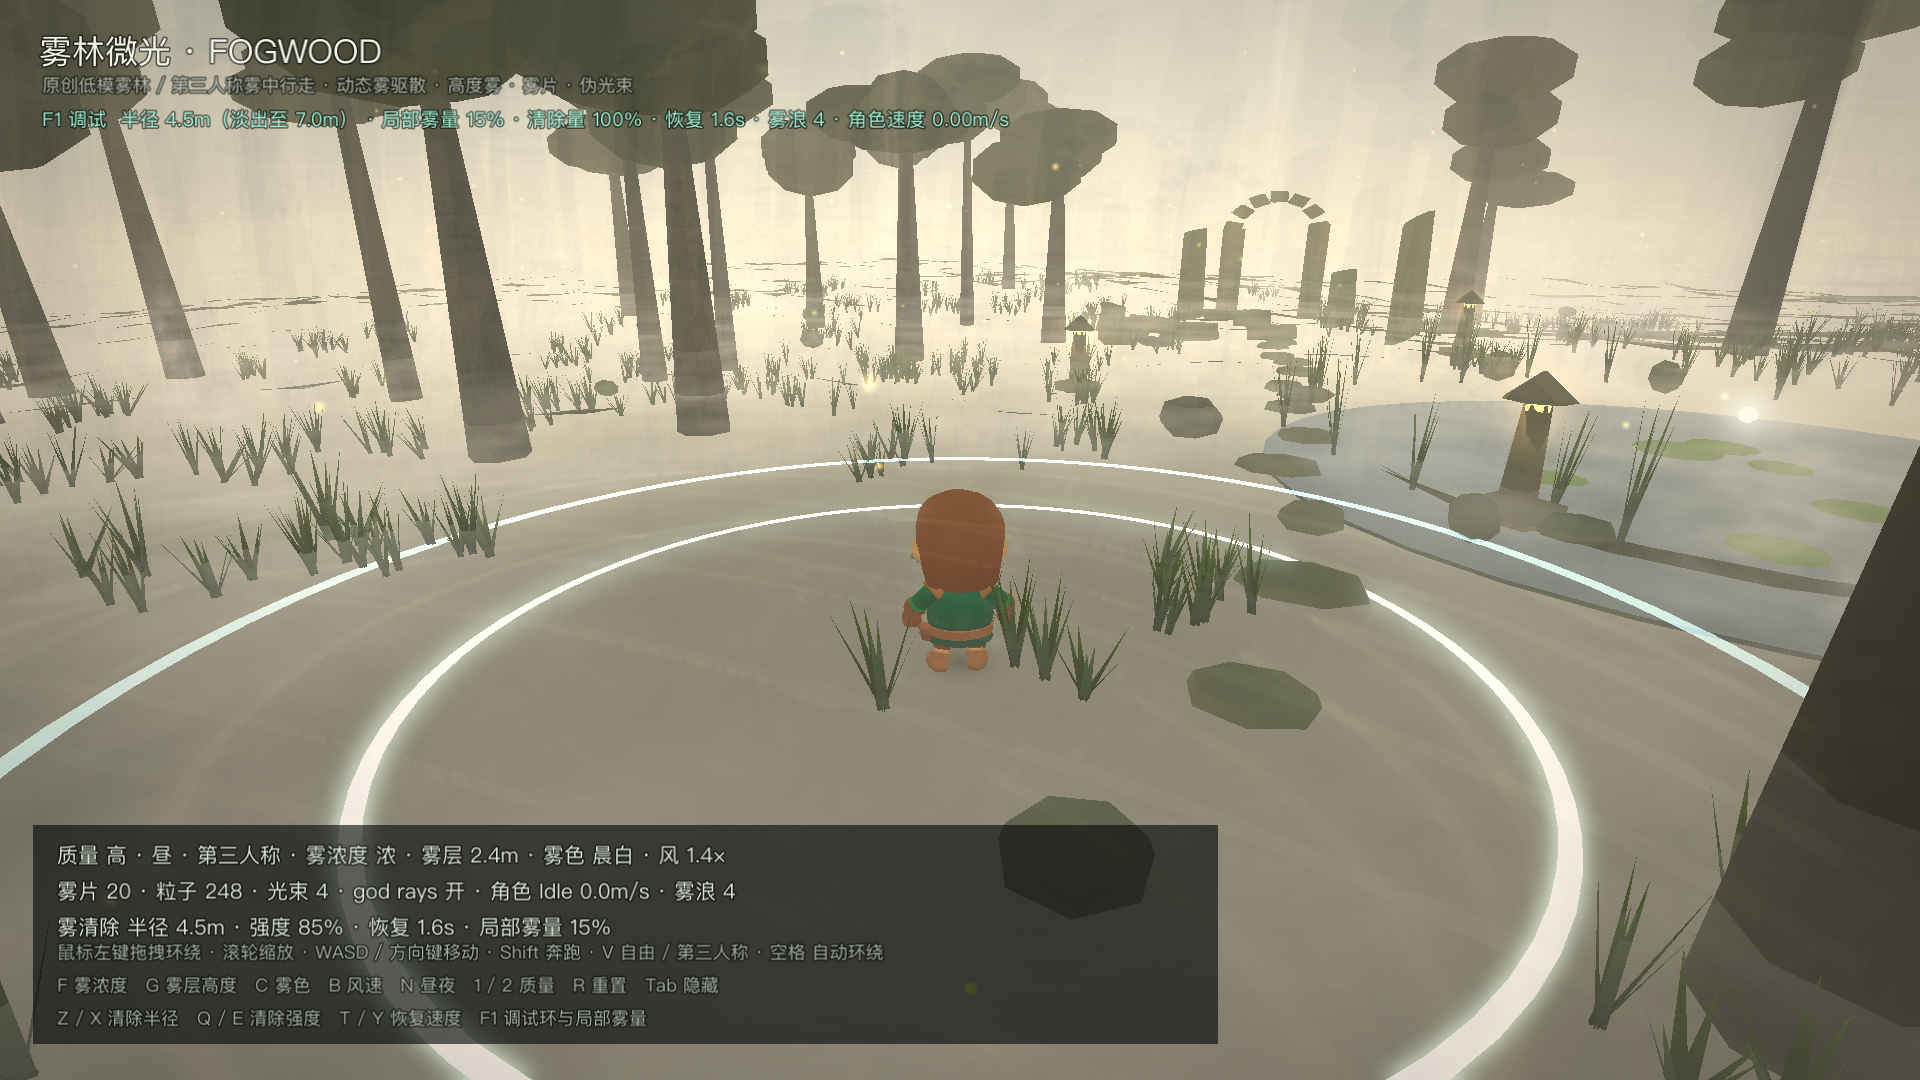 雾林微光 · FOGWOOD
原创低模雾林 / 第三人称雾中行走 · 动态雾驱散 · 高度雾 · 雾片 · 伪光束
F1 调试 半径 4.5m（淡出至 7.0m） · 局部雾量 15% · 清除量 100% · 恢复 1.6s · 雾浪 4 · 角色速度 0.00m/s
质量 高 · 昼 · 第三人称 · 雾浓度 浓 · 雾层 2.4m · 雾色 晨白 · 风 1.4×
雾片 20 · 粒子 248 · 光束 4 · god rays 开 · 角色 Idle 0.0m/s · 雾浪 4
雾清除 半径 4.5m · 强度 85% · 恢复 1.6s · 局部雾量 15%
鼠标左键拖拽环绕 · 滚轮缩放 · WASD / 方向键移动 · Shift 奔跑 · V 自由 / 第三人称 · 空格 自动环绕
F 雾浓度 G 雾层高度 C 雾色 B 风速 N 昼夜 1 / 2 质量 R 重置 Tab 隐藏
Z / X 清除半径 Q / E 清除强度 T / Y 恢复速度 F1 调试环与局部雾量